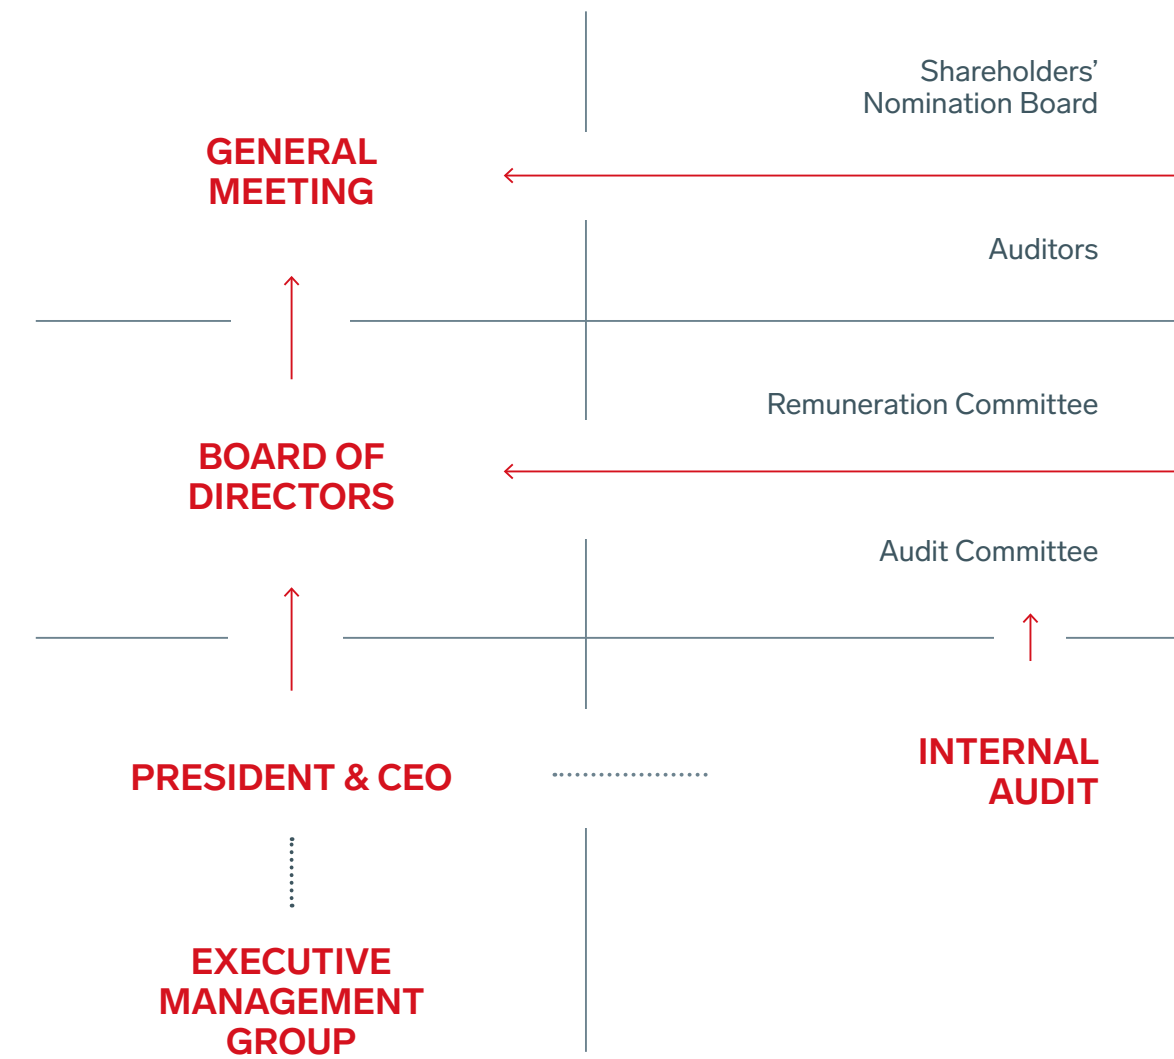 Shareholders’
Nomination Board
GENERAL
MEETING
Auditors
Remuneration Committee
BOARD OF
DIRECTORS
Audit Committee
PRESIDENT & CEO
INTERNAL
AUDIT
EXECUTIVE
MANAGEMENT
GROUP